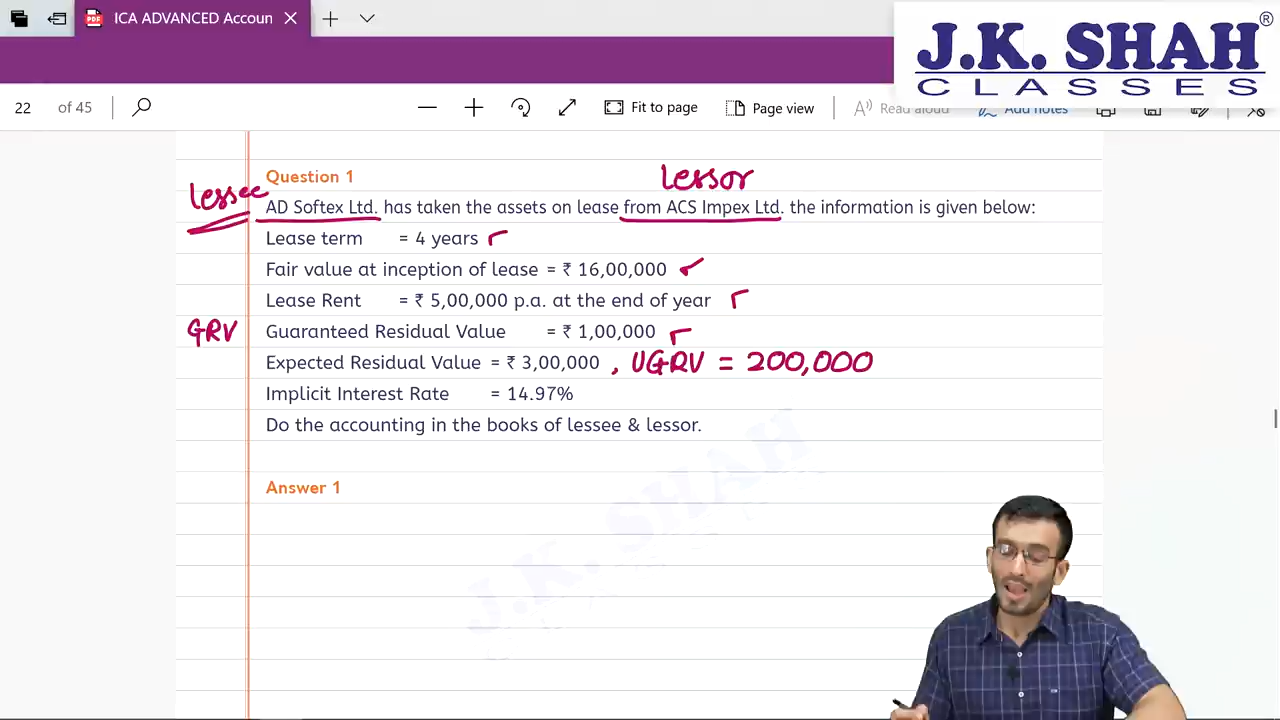 ICA ADVANCED Accoun
J.K. SHAH®
CLASSES
22 of 45
Fit to page
Page view
Read aloud
Add notes
Question 1
Lessor
Lessee
AD Softex Ltd. has taken the assets on lease from ACS Impex Ltd. the information is given below:
Lease term = 4 years
Fair value at inception of lease = ₹ 16,00,000
Lease Rent = ₹ 5,00,000 p.a. at the end of year
GRV Guaranteed Residual Value = ₹ 1,00,000
Expected Residual Value = ₹ 3,00,000 , UGRV = 200,000
Implicit Interest Rate = 14.97%
Do the accounting in the books of lessee & lessor.
Answer 1
J.K. SHAH